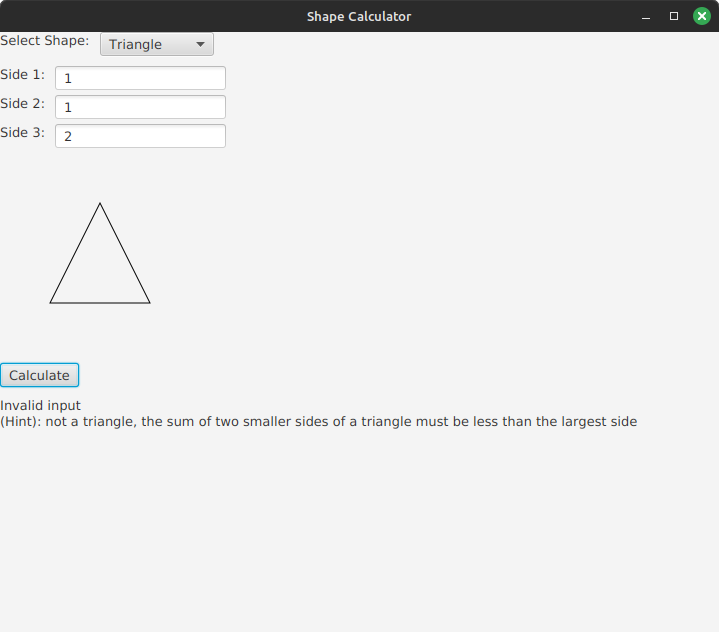 Shape Calculator
Select Shape: Triangle
Side 1: 1
Side 2: 1
Side 3: 2
Calculate
Invalid input
(Hint): not a triangle, the sum of two smaller sides of a triangle must be less than the largest side